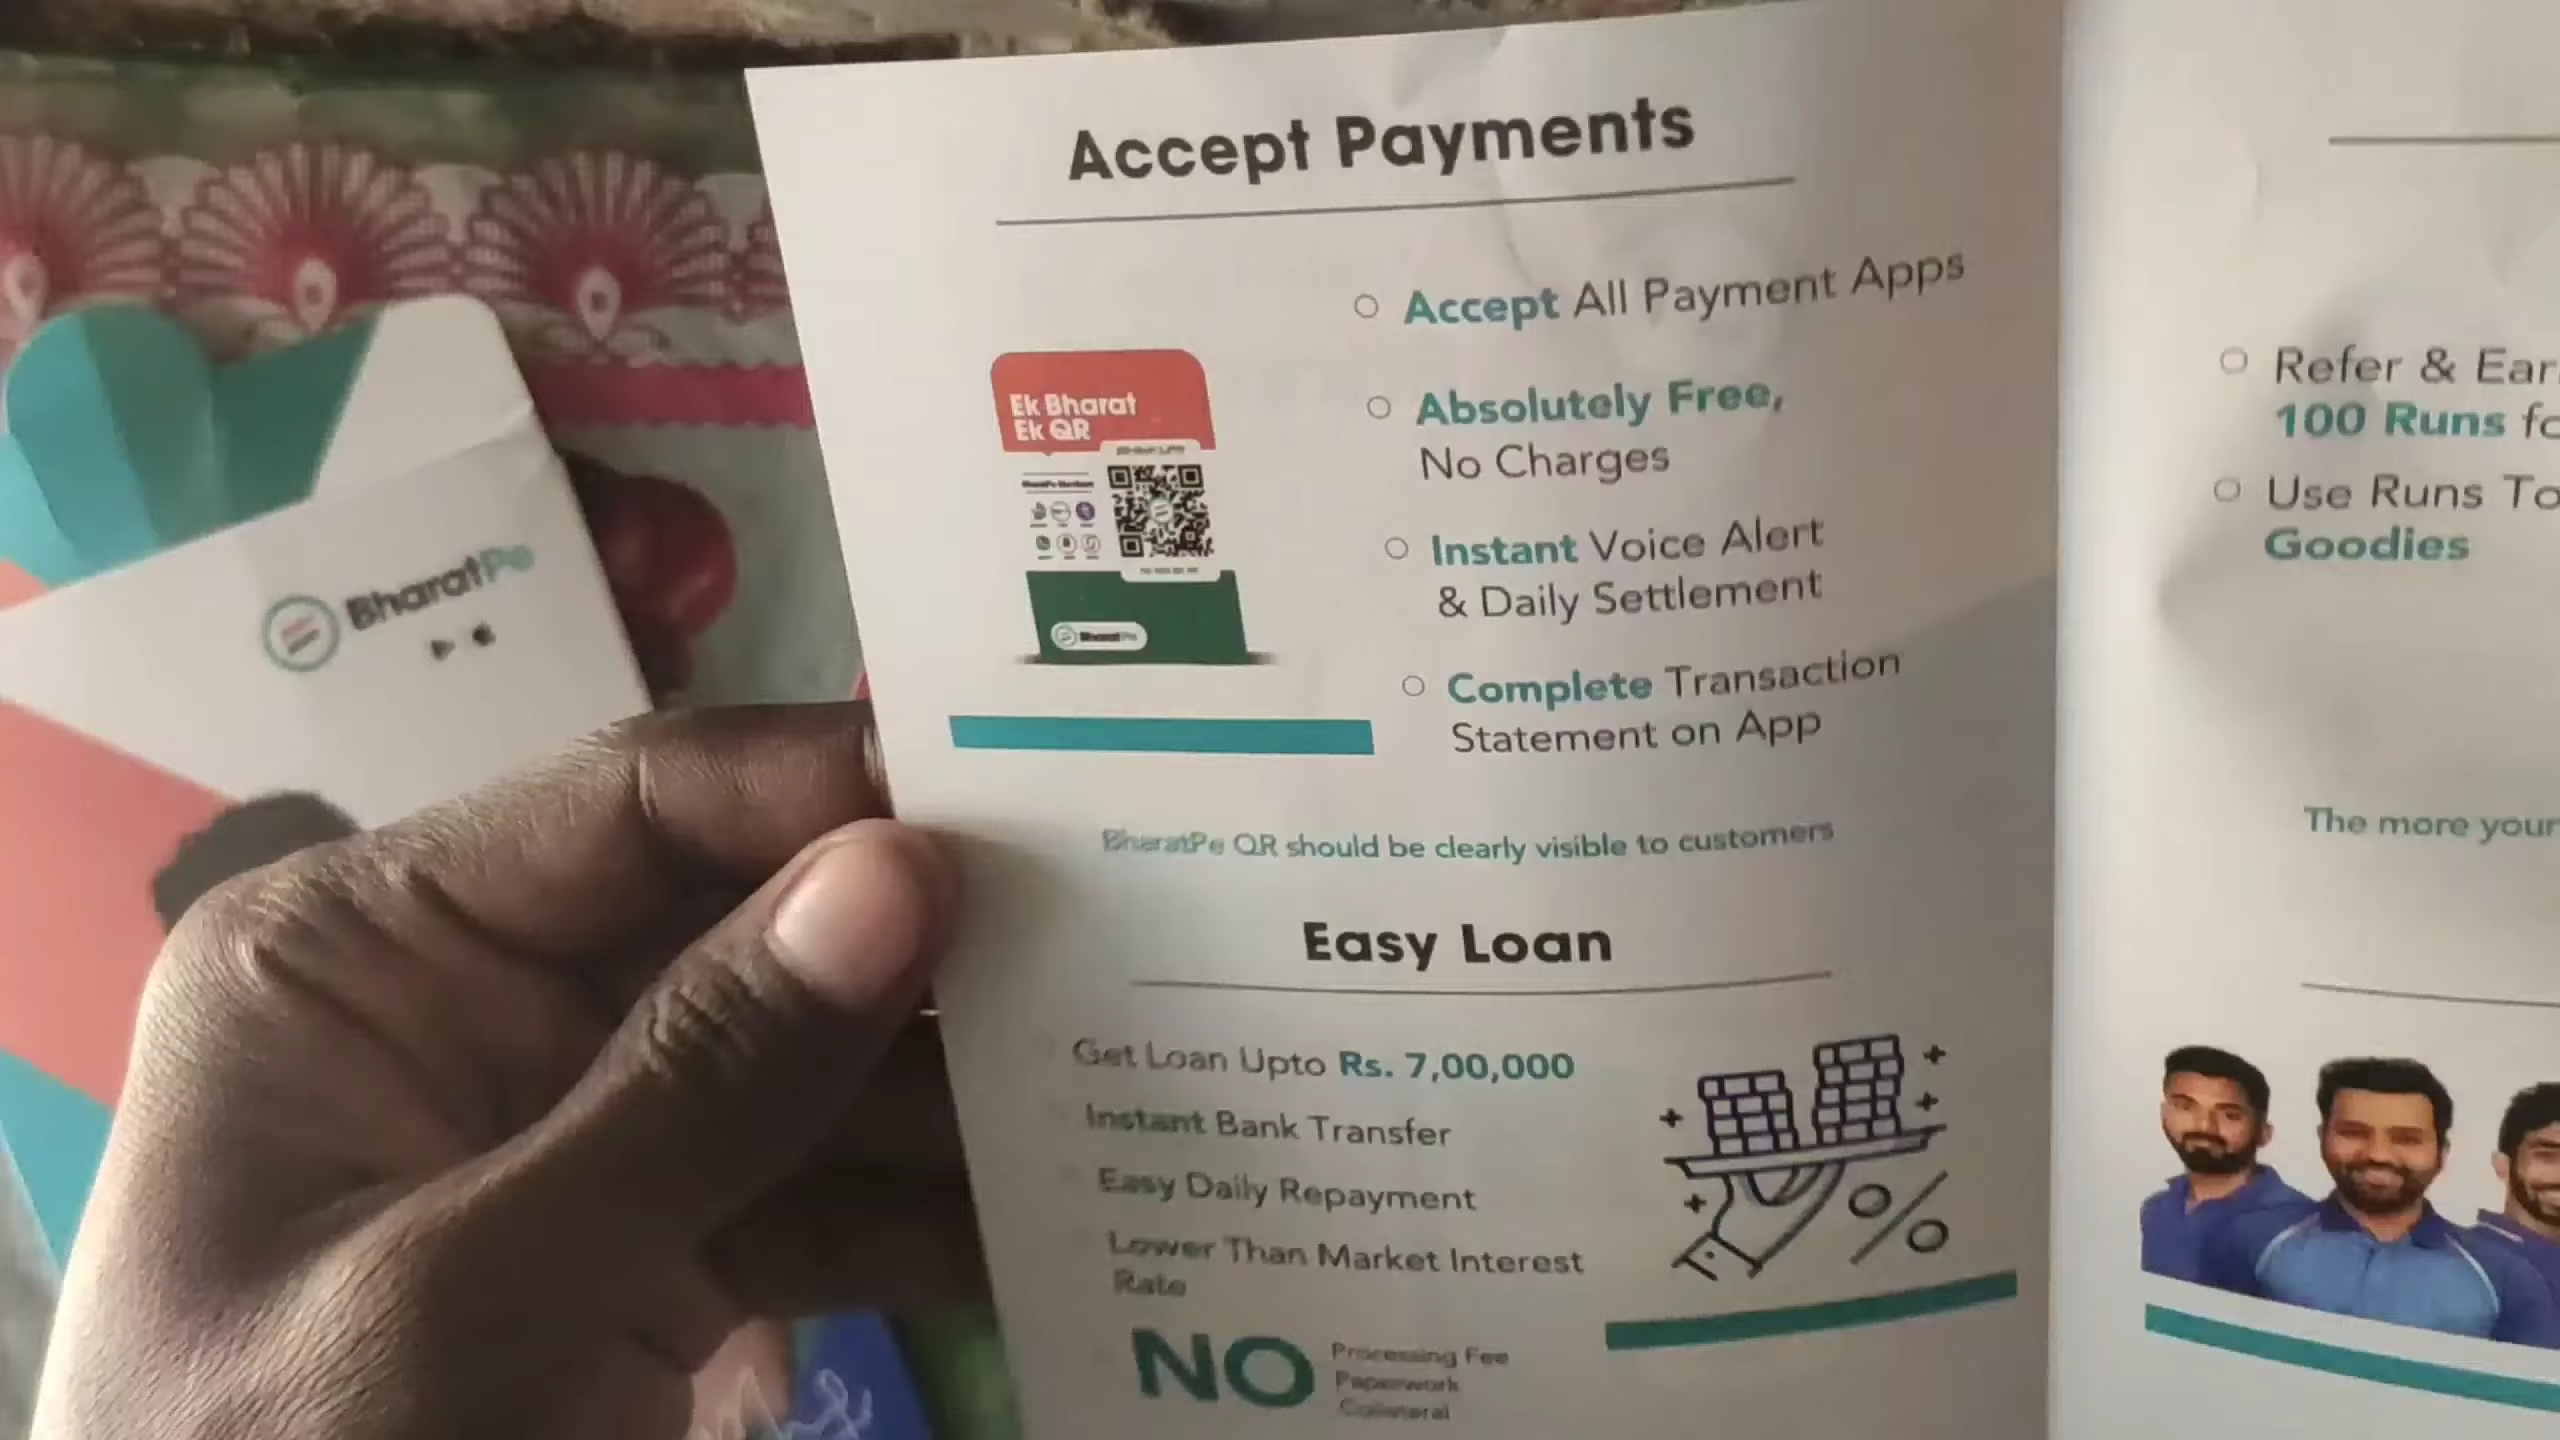 BharatPe
Accept Payments
Ek Bharat
Ek QR
BharatPe
Accept All Payment Apps
Absolutely Free,
No Charges
Instant Voice Alert
& Daily Settlement
Complete Transaction
Statement on App
BharatPe QR should be clearly visible to customers
Easy Loan
Get Loan Upto Rs. 7,00,000
Instant Bank Transfer
Easy Daily Repayment
Lower Than Market Interest
Rate
NO
Processing Fee
Paperwork
Collateral
Refer & Ear
100 Runs fo
Use Runs To
Goodies
The more your